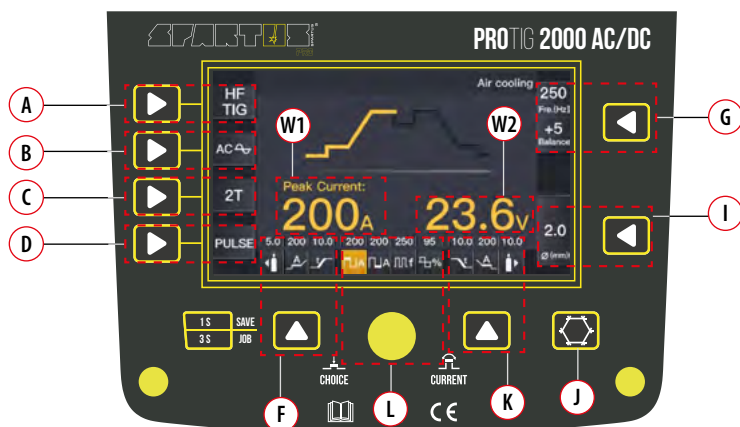 SPARTUS
PROTIG 2000 AC/DC
Air cooling
A
HF
TIG
250
Fre.(Hz)
+5
Balance
G
W1
W2
B
AC
C
2T
Peak Current:
200A
23.6V
D
PULSE
2.0
Ø(mm)
I
5.0 200 10.0 200 200 250 95 10.0 200 10.0
A A A f % A
1 S SAVE
3 S JOB
CHOICE
CURRENT
F
L
K
J
CE